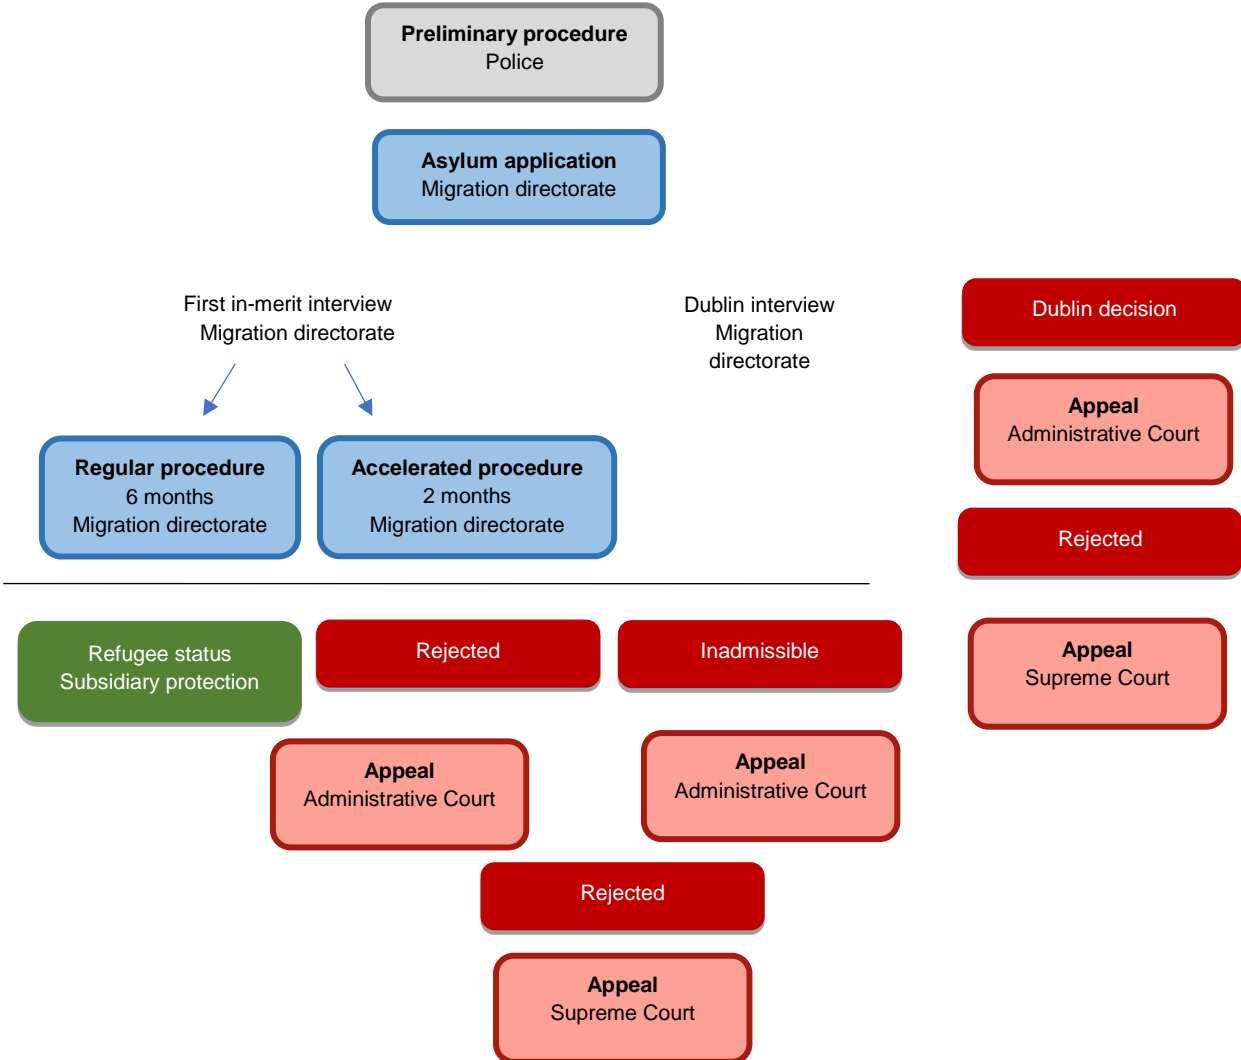 Preliminary procedure
Police
Asylum application
Migration directorate
First in-merit interview
Migration directorate
Dublin interview
Migration
directorate
Dublin decision
Appeal
Administrative Court
Regular procedure
6 months
Migration directorate
Accelerated procedure
2 months
Migration directorate
Rejected
Refugee status
Subsidiary protection
Rejected
Inadmissible
Appeal
Supreme Court
Appeal
Administrative Court
Appeal
Administrative Court
Rejected
Appeal
Supreme Court